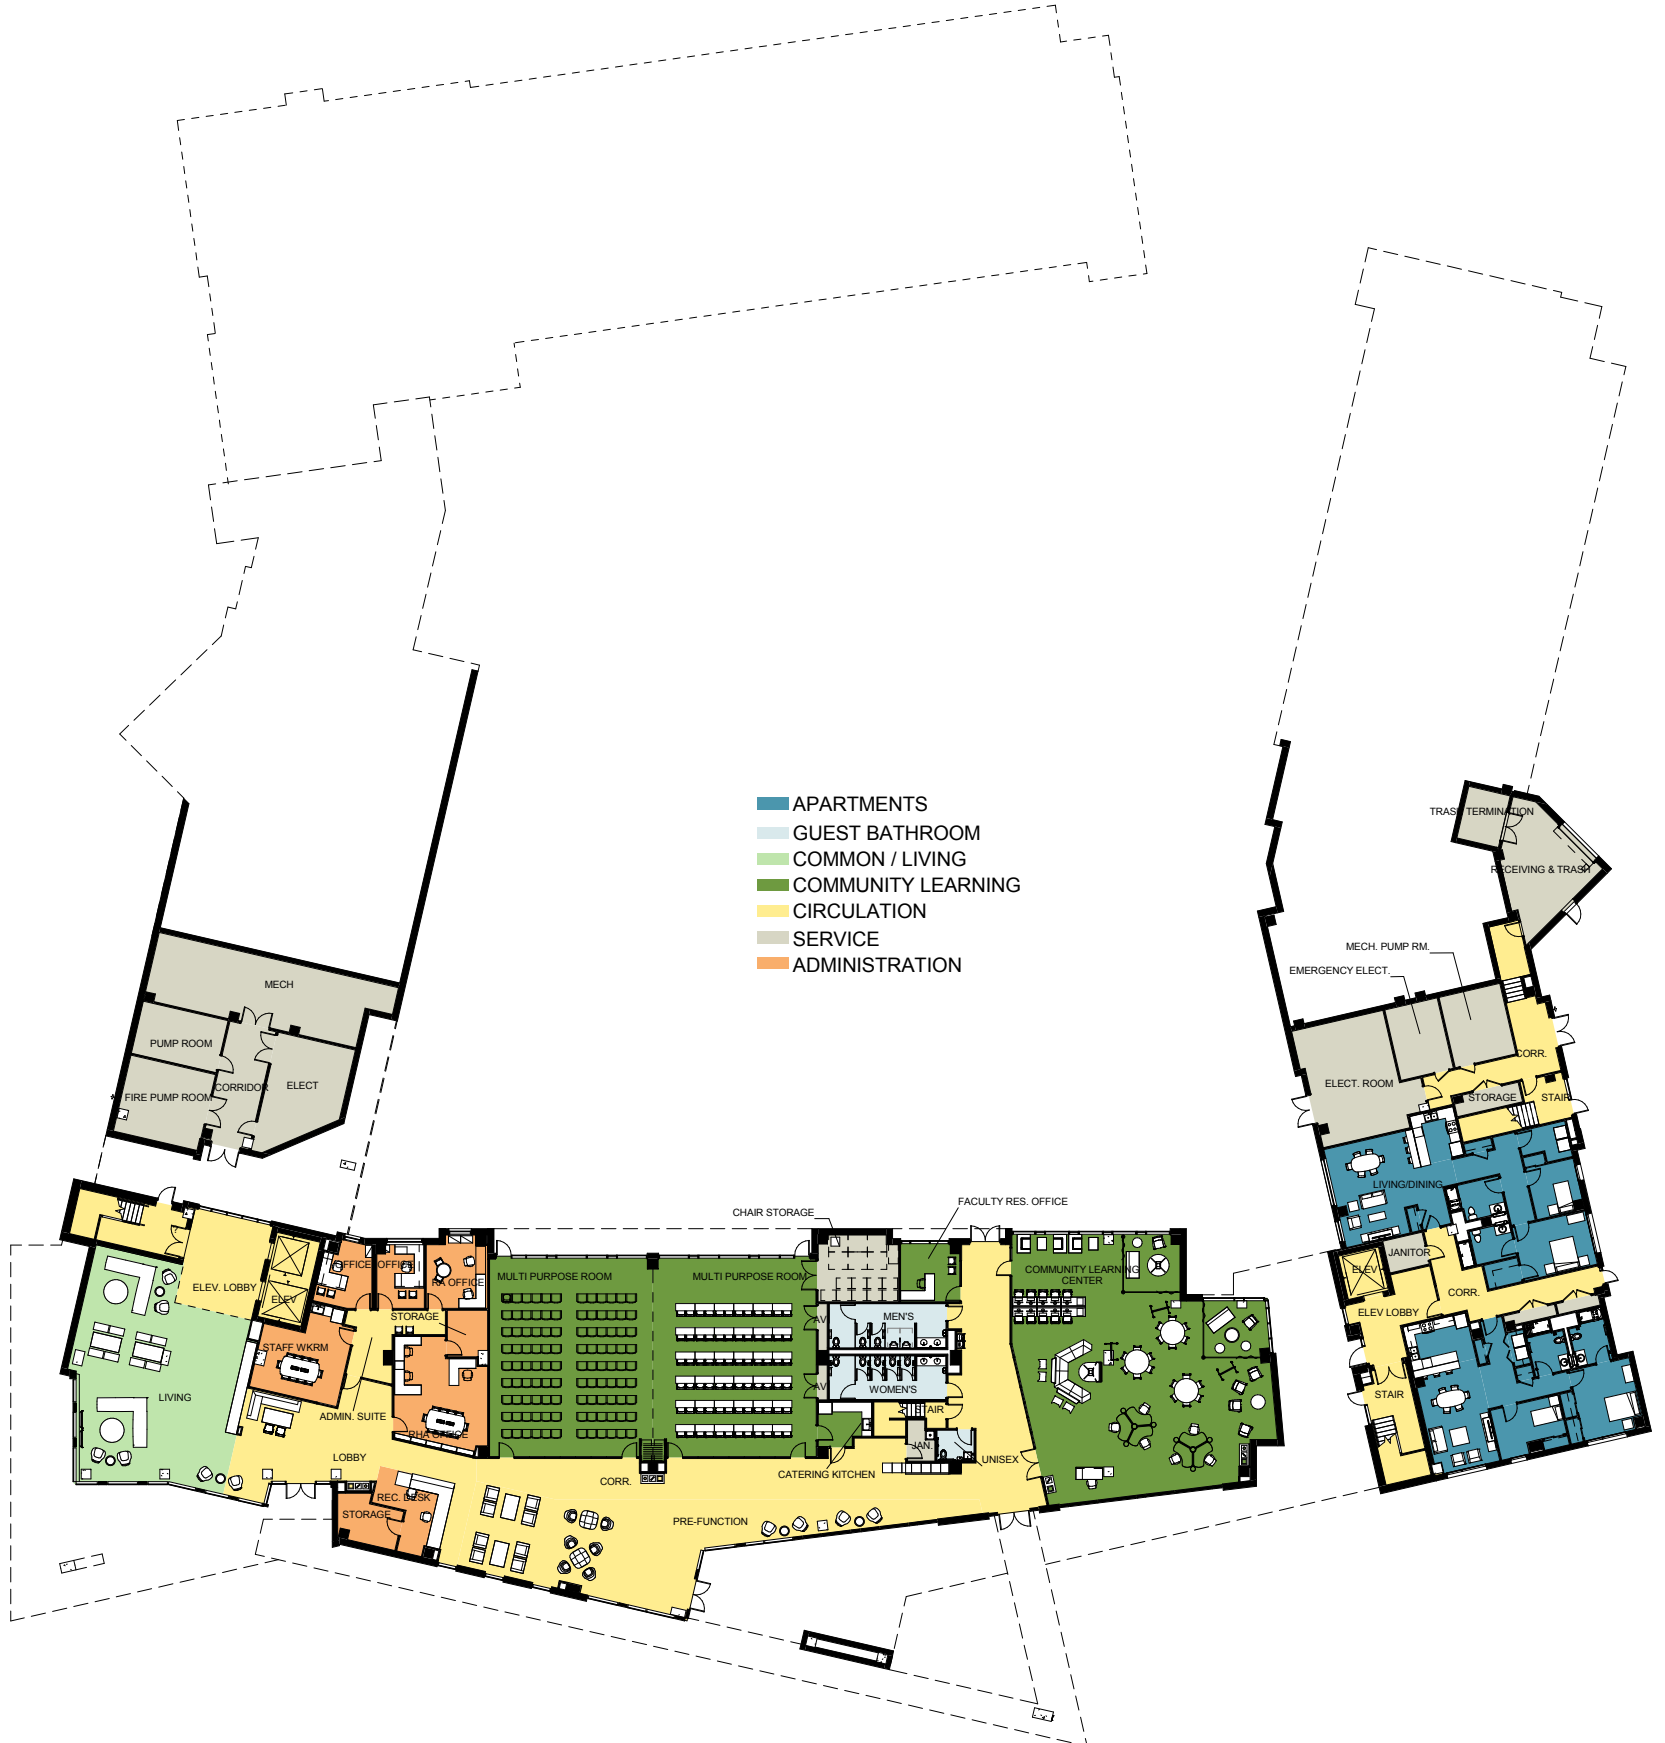 APARTMENTS
GUEST BATHROOM
COMMON / LIVING
COMMUNITY LEARNING
CIRCULATION
SERVICE
ADMINISTRATION
TRASH TERMINATION
RECEIVING & TRASH
MECH. PUMP RM.
EMERGENCY ELECT.
MECH
PUMP ROOM
CORRIDOR
ELECT
FIRE PUMP ROOM
CORR.
ELECT. ROOM
STORAGE
STAIR
LIVING/DINING
JANITOR
ELEV
CORR.
ELEV LOBBY
STAIR
CHAIR STORAGE
FACULTY RES. OFFICE
OFFICE
OFFICE
RA OFFICE
ELEV. LOBBY
ELEV
STORAGE
STAFF WKRM
ADMIN. SUITE
RHA OFFICE
LIVING
LOBBY
REC. DESK
STORAGE
MULTI PURPOSE ROOM
MULTI PURPOSE ROOM
AV
MEN'S
AV
WOMEN'S
STAIR
JAN.
UNISEX
CATERING KITCHEN
COMMUNITY LEARNING
CENTER
CORR.
PRE-FUNCTION